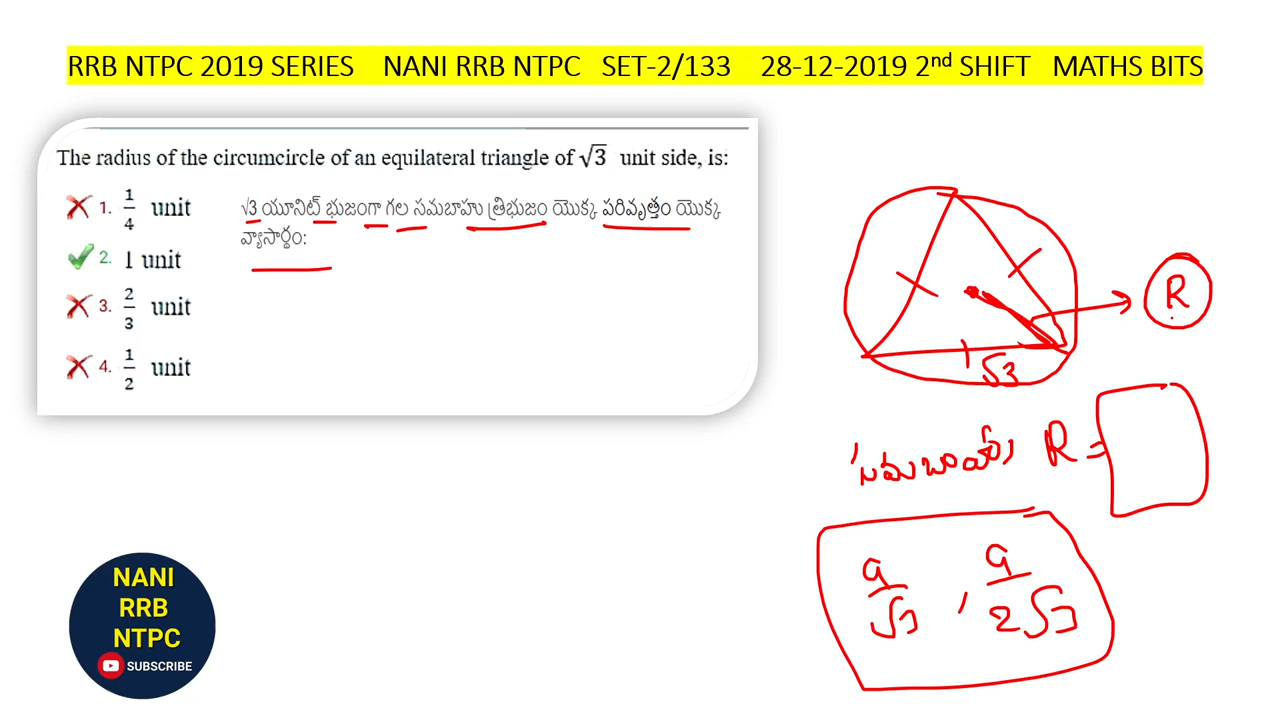 RRB NTPC 2019 SERIES NANI RRB NTPC SET-2/133 28-12-2019 2nd SHIFT MATHS BITS
The radius of the circumcircle of an equilateral triangle of √3 unit side, is:
1. 1/4 unit
2. 1 unit
3. 2/3 unit
4. 1/2 unit
√3 యూనిట్ భుజంగా గల సమబాహు త్రిభుజం యొక్క పరివృత్తం యొక్క
వ్యాసార్థం:
R
√3
R =
a/√3 , a/2√3
NANI
RRB
NTPC
SUBSCRIBE